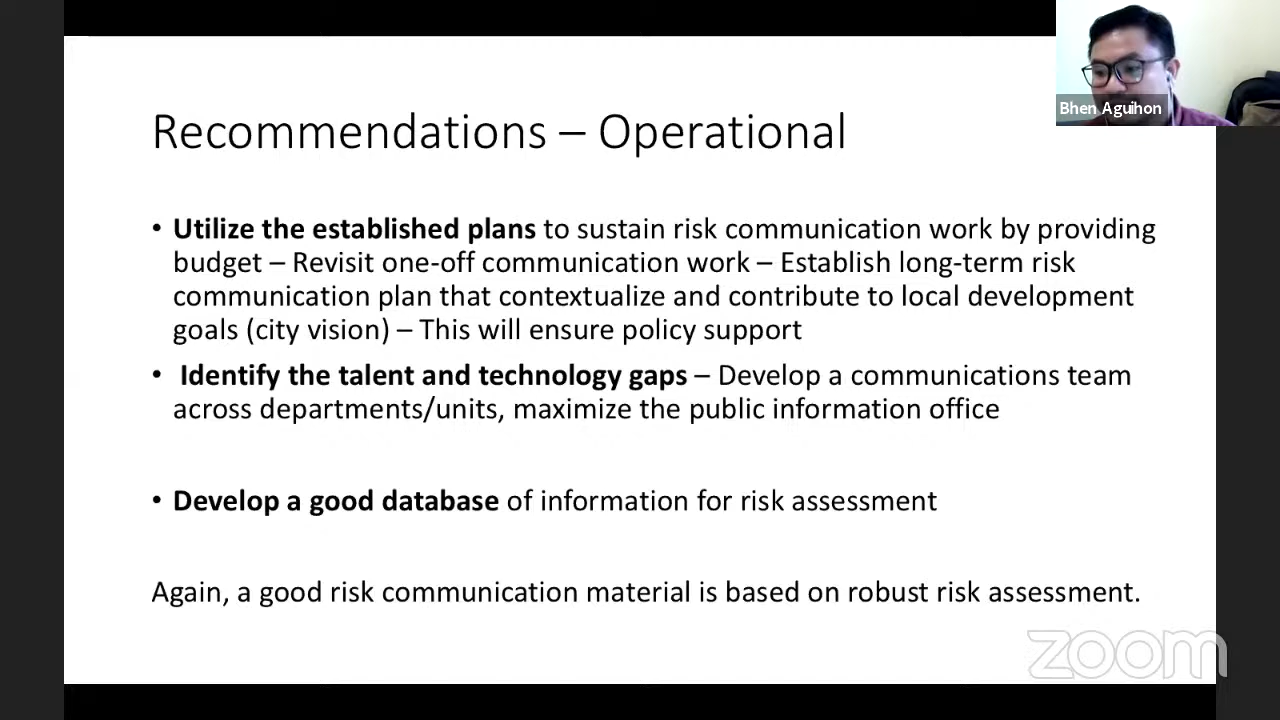 Bhen Aguihon
Recommendations – Operational
• Utilize the established plans to sustain risk communication work by providing
budget – Revisit one-off communication work – Establish long-term risk
communication plan that contextualize and contribute to local development
goals (city vision) – This will ensure policy support
• Identify the talent and technology gaps – Develop a communications team
across departments/units, maximize the public information office
• Develop a good database of information for risk assessment
Again, a good risk communication material is based on robust risk assessment.
zoom